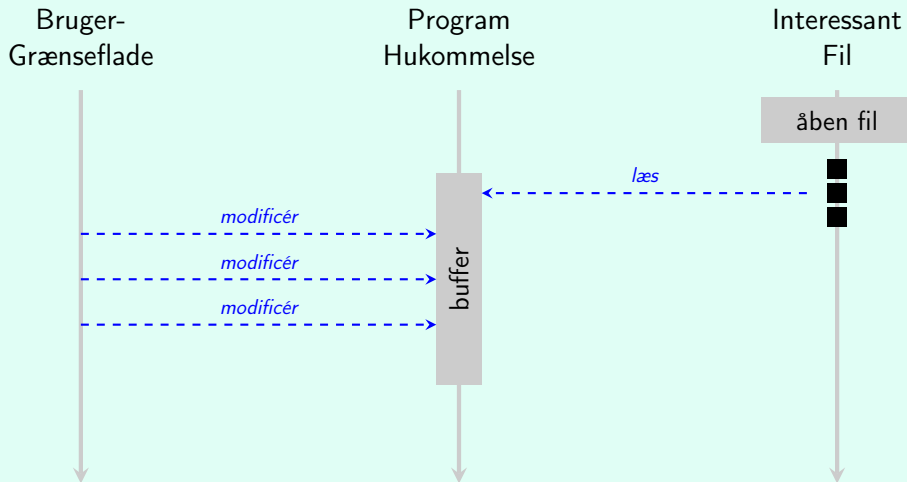 Bruger-
Grænseflade
Program
Hukommelse
Interessant
Fil
åben fil
læs
modificér
modificér
modificér
buffer